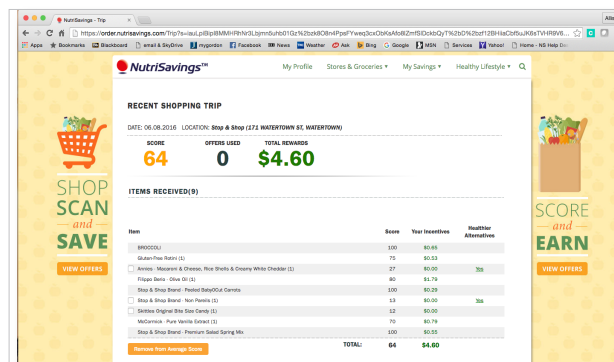 NutriSavings - Trip
https://order.nutrisavings.com/Trip?
Apps Bookmarks Blackboard email & SkyDrive mygordon Facebook News Weather Ask Bing Google MSN Services Yahoo! Home - NS Help Des
NutriSavings™ My Profile Stores & Groceries My Savings Healthy Lifestyle
RECENT SHOPPING TRIP
DATE: 06.08.2016 LOCATION: Stop & Shop (171 WATERTOWN ST, WATERTOWN)
SCORE OFFERS USED TOTAL REWARDS
64 0 $4.60
ITEMS RECEIVED(9)
Item Score Your Incentives Healthier Alternatives
BROCCOLI 100 $0.65
Gluten-Free Rotini (1) 75 $0.53
Annies - Macaroni & Cheese, Rice Shells & Creamy White Cheddar (1) 27 $0.00 Yes
Filippo Berio - Olive Oil (1) 80 $1.79
Stop & Shop Brand - Peeled BabyCut Carrots 100 $0.29
Stop & Shop Brand - Non Pareils (1) 13 $0.00 Yes
Skittles Original Bite Size Candy (1) 12 $0.00
McCormick - Pure Vanilla Extract (1) 70 $0.79
Stop & Shop Brand - Premium Salad Spring Mix 100 $0.55
Remove from Average Score TOTAL: 64 $4.60
SHOP
SCAN
and
SAVE
VIEW OFFERS
SCORE
and
EARN
VIEW OFFERS